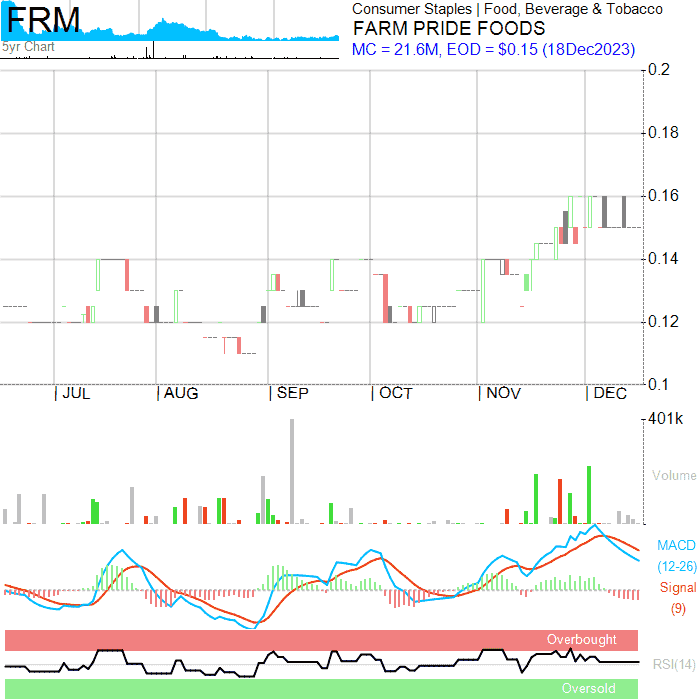 FRM
Consumer Staples | Food, Beverage & Tobacco
FARM PRIDE FOODS
MC = 21.6M, EOD = $0.15 (18Dec2023)
5yr Chart
0.2
0.18
0.16
0.14
0.12
0.1
| JUL | AUG | SEP | OCT | NOV | DEC
401k
Volume
MACD
(12-26)
Signal
(9)
Overbought
RSI(14)
Oversold